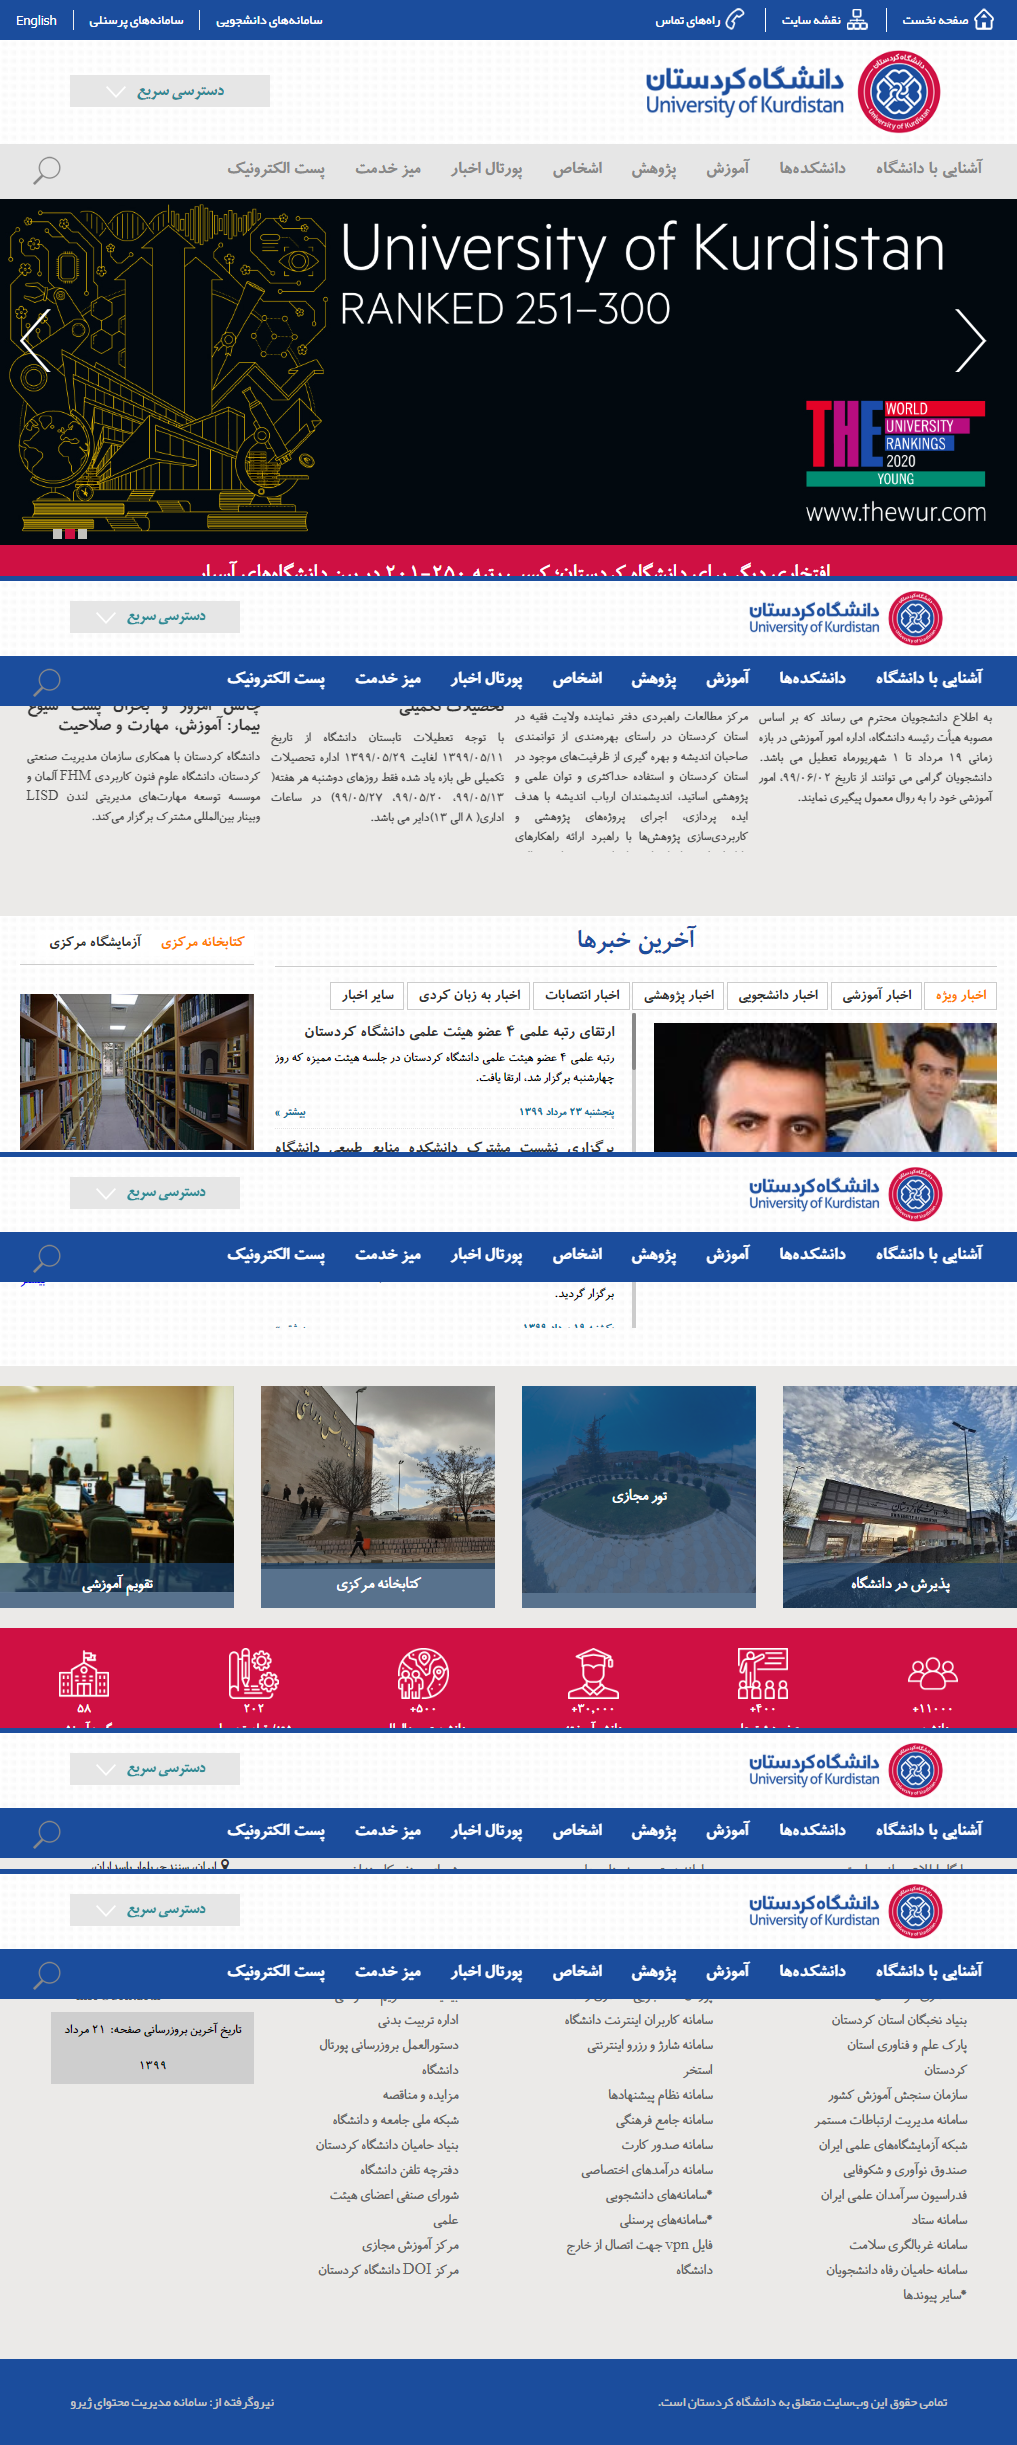 صفحه نخست
نقشه سایت
راه‌های تماس
سامانه‌های دانشجویی
سامانه‌های پرسنلی
English
دانشگاه کردستان
University of Kurdistan
دسترسی سریع
آشنایی با دانشگاه
دانشکده‌ها
آموزش
پژوهش
اشخاص
پورتال اخبار
میز خدمت
پست الکترونیک
University of Kurdistan
RANKED 251–300
THE WORLD
UNIVERSITY
RANKINGS
2020
YOUNG
www.thewur.com
افتخاری دیگر برای دانشگاه کردستان؛ کسب رتبه ۲۵۰-۲۰۱ در بین دانشگاه‌های آسیا
دانشگاه کردستان
University of Kurdistan
دسترسی سریع
آشنایی با دانشگاه
دانشکده‌ها
آموزش
پژوهش
اشخاص
پورتال اخبار
میز خدمت
پست الکترونیک
به اطلاع دانشجویان محترم می رساند که بر اساس
مصوبه هیأت رئیسه دانشگاه، اداره امور آموزشی در بازه
زمانی ۱۹ مرداد تا ۱ شهریورماه تعطیل می باشد.
دانشجویان گرامی می توانند از تاریخ ۹۹/۰۶/۰۲، امور
آموزشی خود را به روال معمول پیگیری نمایند.
مرکز مطالعات راهبردی دفتر نماینده ولایت فقیه در
استان کردستان در راستای بهره‌مندی از توانمندی
صاحبان اندیشه و بهره گیری از ظرفیت‌های موجود در
استان کردستان و استفاده حداکثری و توان علمی و
پژوهشی اساتید، اندیشمندان ارباب اندیشه با هدف
ایده پردازی، اجرای پروژه‌های پژوهشی و
کاربردی‌سازی پژوهش‌ها با راهبرد ارائه راهکارهای
تحصیلات تکمیلی
با توجه تعطیلات تابستان دانشگاه از تاریخ
۱۳۹۹/۰۵/۱۱ لغایت ۱۳۹۹/۰۵/۲۹ اداره تحصیلات
تکمیلی طی بازه یاد شده فقط روزهای دوشنبه هر هفته(
۹۹/۰۵/۱۳، ۹۹/۰۵/۲۰، ۹۹/۰۵/۲۷) در ساعات
اداری( ۸ الی ۱۳)دایر می باشد.
چالش امروز و بحران پست شیوع
بیمار: آموزش، مهارت و صلاحیت
دانشگاه کردستان با همکاری سازمان مدیریت صنعتی
کردستان، دانشگاه علوم فنون کاربردی FHM آلمان و
موسسه توسعه مهارت‌های مدیریتی لندن LISD
وبینار بین‌المللی مشترک برگزار می‌کند.
آخرین خبرها
کتابخانه مرکزی
آزمایشگاه مرکزی
اخبار ویژه
اخبار آموزشی
اخبار دانشجویی
اخبار پژوهشی
اخبار انتصابات
اخبار به زبان کردی
سایر اخبار
ارتقای رتبه علمی ۴ عضو هیئت علمی دانشگاه کردستان
رتبه علمی ۴ عضو هیئت علمی دانشگاه کردستان در جلسه هیئت ممیزه که روز
چهارشنبه برگزار شد، ارتقا یافت.
پنجشنبه ۲۳ مرداد ۱۳۹۹
بیشتر »
برگزاری نشست مشترک دانشکده منابع طبیعی دانشگاه
دانشگاه کردستان
University of Kurdistan
دسترسی سریع
آشنایی با دانشگاه
دانشکده‌ها
آموزش
پژوهش
اشخاص
پورتال اخبار
میز خدمت
پست الکترونیک
بیشتر
برگزار گردید.
یکشنبه ۱۹ مرداد ۱۳۹۹
پذیرش در دانشگاه
تور مجازی
کتابخانه مرکزی
تقویم آموزشی
+۱۱۰۰۰
+۴۰۰
+۳۰,۰۰۰
+۵۰۰
۲۰۲
۵۸
دانشگاه کردستان
University of Kurdistan
دسترسی سریع
آشنایی با دانشگاه
دانشکده‌ها
آموزش
پژوهش
اشخاص
پورتال اخبار
میز خدمت
پست الکترونیک
ایران، سنندج، بلوار پاسداران،
دانشگاه کردستان
University of Kurdistan
دسترسی سریع
آشنایی با دانشگاه
دانشکده‌ها
آموزش
پژوهش
اشخاص
پورتال اخبار
میز خدمت
پست الکترونیک
بنیاد نخبگان استان کردستان
پارک علم و فناوری استان
کردستان
سازمان سنجش آموزش کشور
سامانه مدیریت ارتباطات مستمر
شبکه آزمایشگاه‌های علمی ایران
صندوق نوآوری و شکوفایی
فدراسیون سرآمدان علمی ایران
سامانه ستاد
سامانه غربالگری سلامت
سامانه حامیان رفاه دانشجویان
*سایر پیوندها
سامانه کاربران اینترنت دانشگاه
سامانه شارژ و رزرو اینترنتی
استخر
سامانه نظام پیشنهادها
سامانه جامع فرهنگی
سامانه صدور کارت
سامانه درآمدهای اختصاصی
*سامانه‌های دانشجویی
*سامانه‌های پرسنلی
فایل vpn جهت اتصال از خارج
دانشگاه
اداره تربیت بدنی
دستورالعمل بروزرسانی پورتال
دانشگاه
مزایده و مناقصه
شبکه ملی جامعه و دانشگاه
بنیاد حامیان دانشگاه کردستان
دفترچه تلفن دانشگاه
شورای صنفی اعضای هیئت
علمی
مرکز آموزش مجازی
مرکز DOI دانشگاه کردستان
تاریخ آخرین بروزرسانی صفحه: ۲۱ مرداد
۱۳۹۹
تمامی حقوق این وب‌سایت متعلق به دانشگاه کردستان است.
نیروگرفته از: سامانه مدیریت محتوای ژیرو